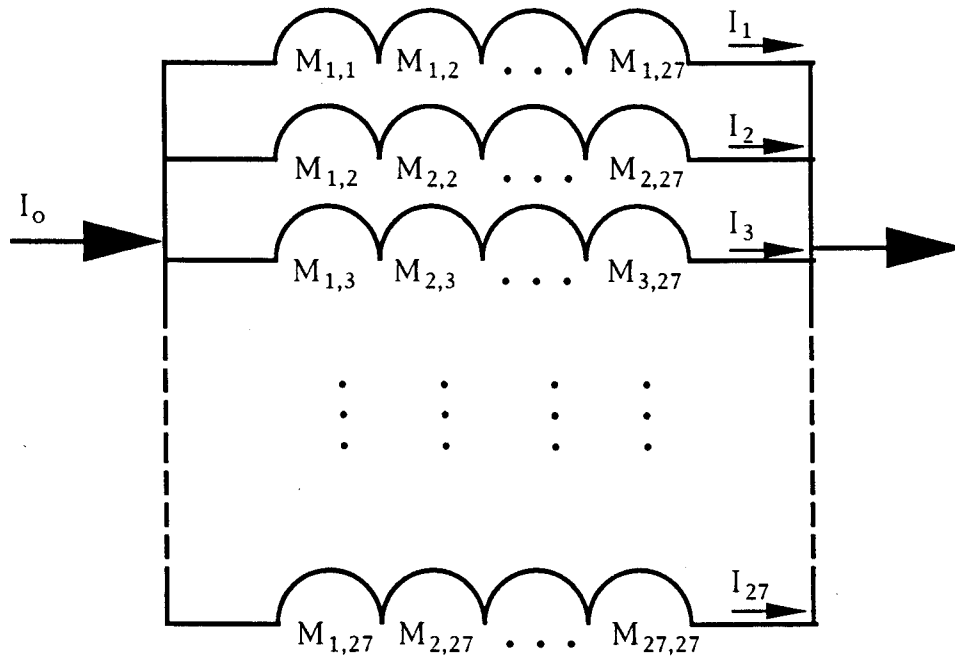 I1
M1,1 M1,2 . . . M1,27
I2
M1,2 M2,2 . . . M2,27
Io
I3
M1,3 M2,3 . . . M3,27
I27
M1,27 M2,27 . . . M27,27